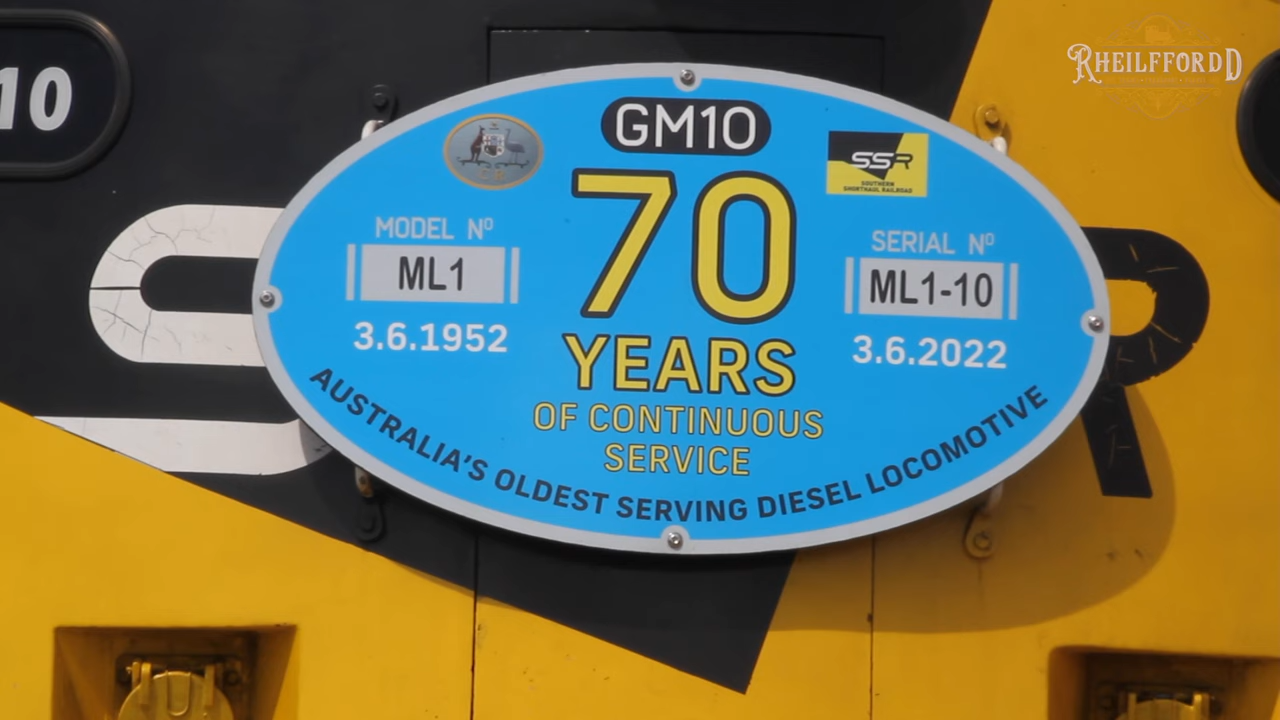 10
RHEILFFORDD
GM10
CR
SSR
SOUTHERN
SHORTHAUL RAILROAD
70
YEARS
OF CONTINUOUS
SERVICE
MODEL Nº
ML1
3.6.1952
SERIAL Nº
ML1-10
3.6.2022
AUSTRALIA'S OLDEST SERVING DIESEL LOCOMOTIVE
S
R